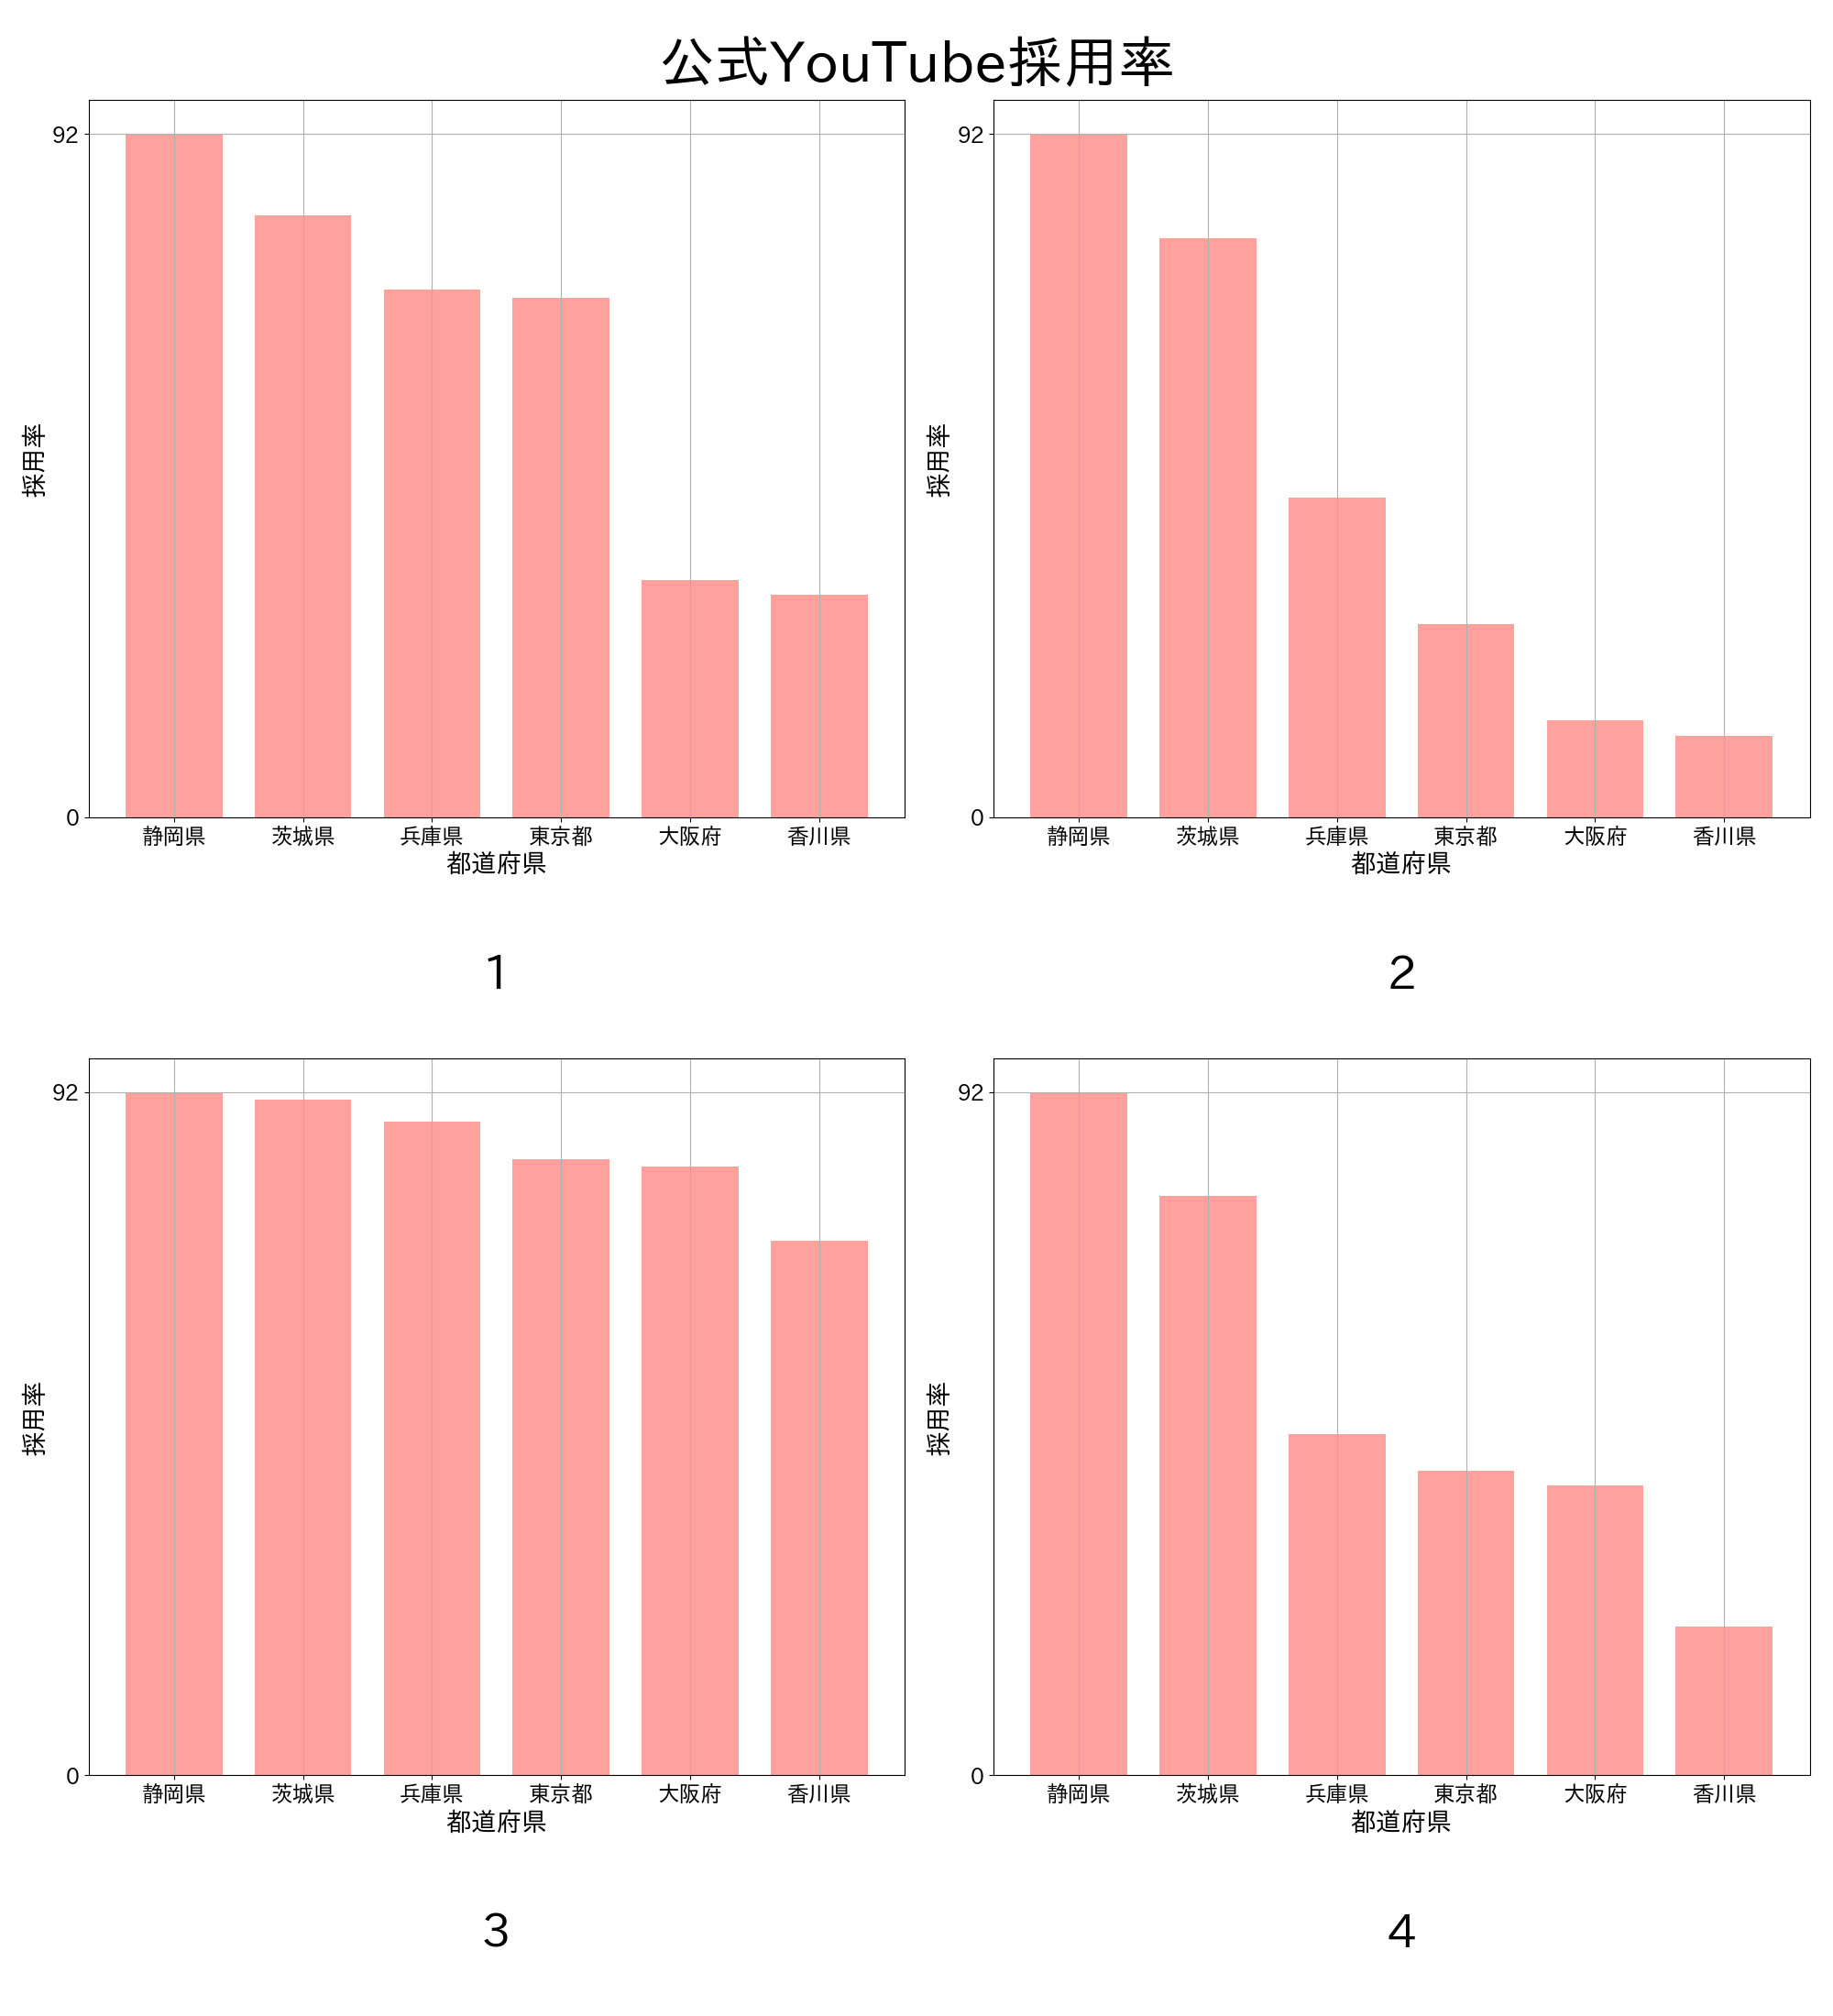 公式YouTube採用率
92
0
採用率
静岡県 茨城県 兵庫県 東京都 大阪府 香川県
都道府県
1
92
0
採用率
静岡県 茨城県 兵庫県 東京都 大阪府 香川県
都道府県
2
92
0
採用率
静岡県 茨城県 兵庫県 東京都 大阪府 香川県
都道府県
3
92
0
採用率
静岡県 茨城県 兵庫県 東京都 大阪府 香川県
都道府県
4